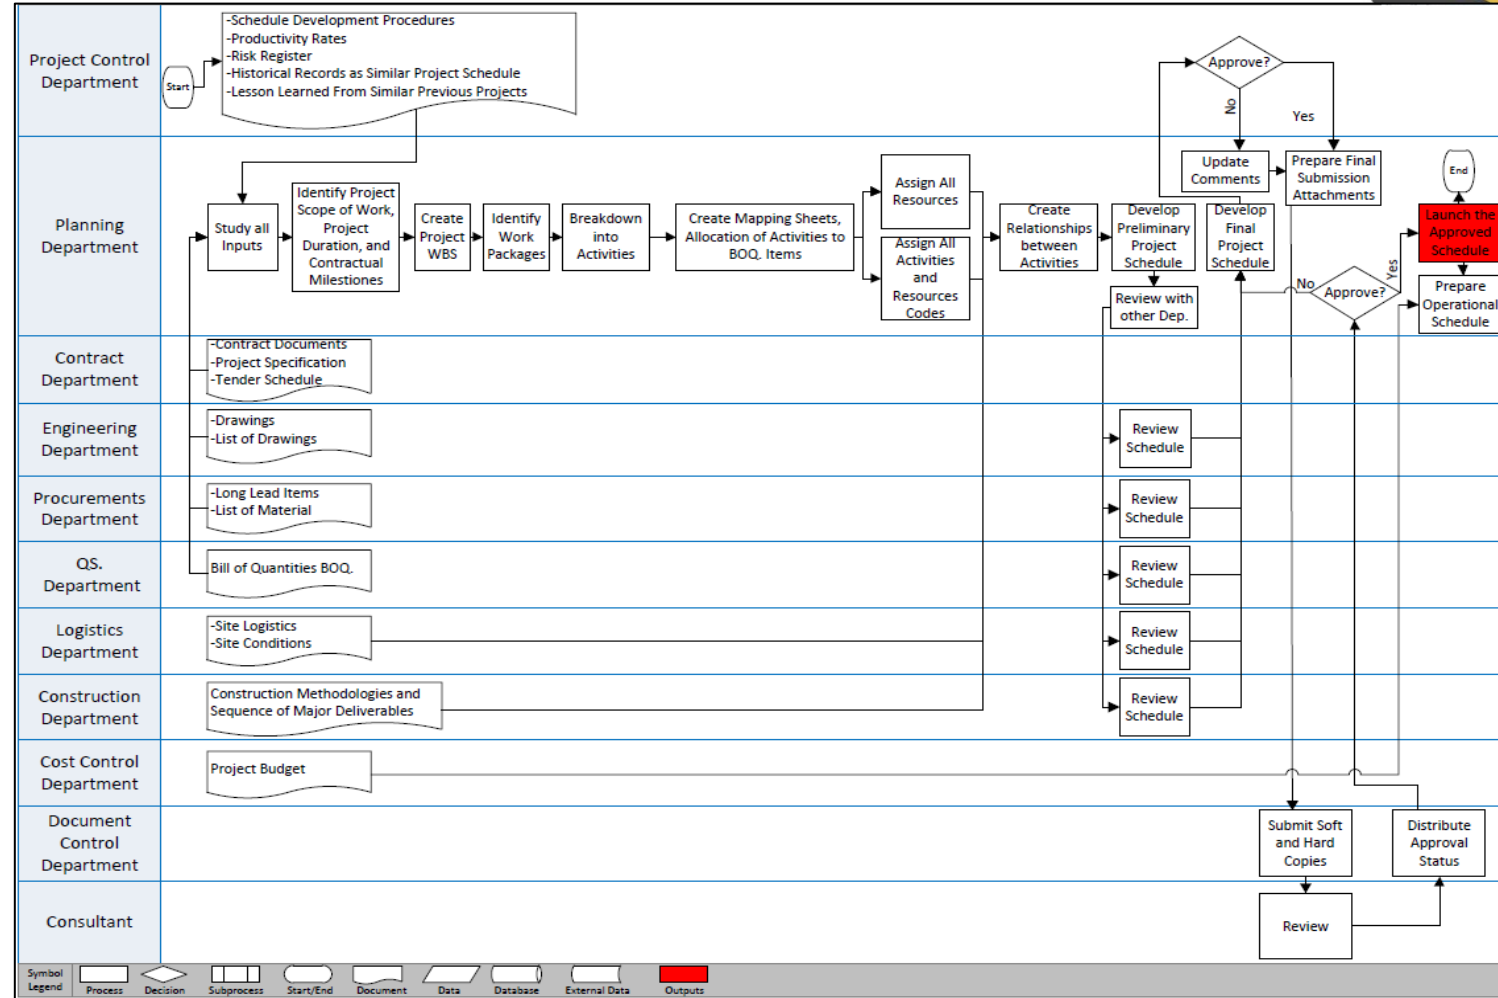 Project Control
Department
Start
-Schedule Development Procedures
-Productivity Rates
-Risk Register
-Historical Records as Similar Project Schedule
-Lesson Learned From Similar Previous Projects
Approve?
No
Yes
Planning
Department
Study all
Inputs
Identify Project
Scope of Work,
Project
Duration, and
Contractual
Milestiones
Create
Project
WBS
Identify
Work
Packages
Breakdown
into
Activities
Create Mapping Sheets,
Allocation of Activities to
BOQ. Items
Assign All
Resources
Assign All
Activities
and
Resources
Codes
Create
Relationships
between
Activities
Develop
Preliminary
Project
Schedule
Review with
other Dep.
Update
Comments
Develop
Final
Project
Schedule
Prepare Final
Submission
Attachments
No
Approve?
Yes
End
Launch the
Approved
Schedule
Prepare
Operational
Schedule
Contract
Department
-Contract Documents
-Project Specification
-Tender Schedule
Engineering
Department
-Drawings
-List of Drawings
Review
Schedule
Procurements
Department
-Long Lead Items
-List of Material
Review
Schedule
QS.
Department
Bill of Quantities BOQ.
Review
Schedule
Logistics
Department
-Site Logistics
-Site Conditions
Review
Schedule
Construction
Department
Construction Methodologies and
Sequence of Major Deliverables
Review
Schedule
Cost Control
Department
Project Budget
Document
Control
Department
Submit Soft
and Hard
Copies
Distribute
Approval
Status
Consultant
Review
Symbol
Legend
Process
Decision
Subprocess
Start/End
Document
Data
Database
External Data
Outputs